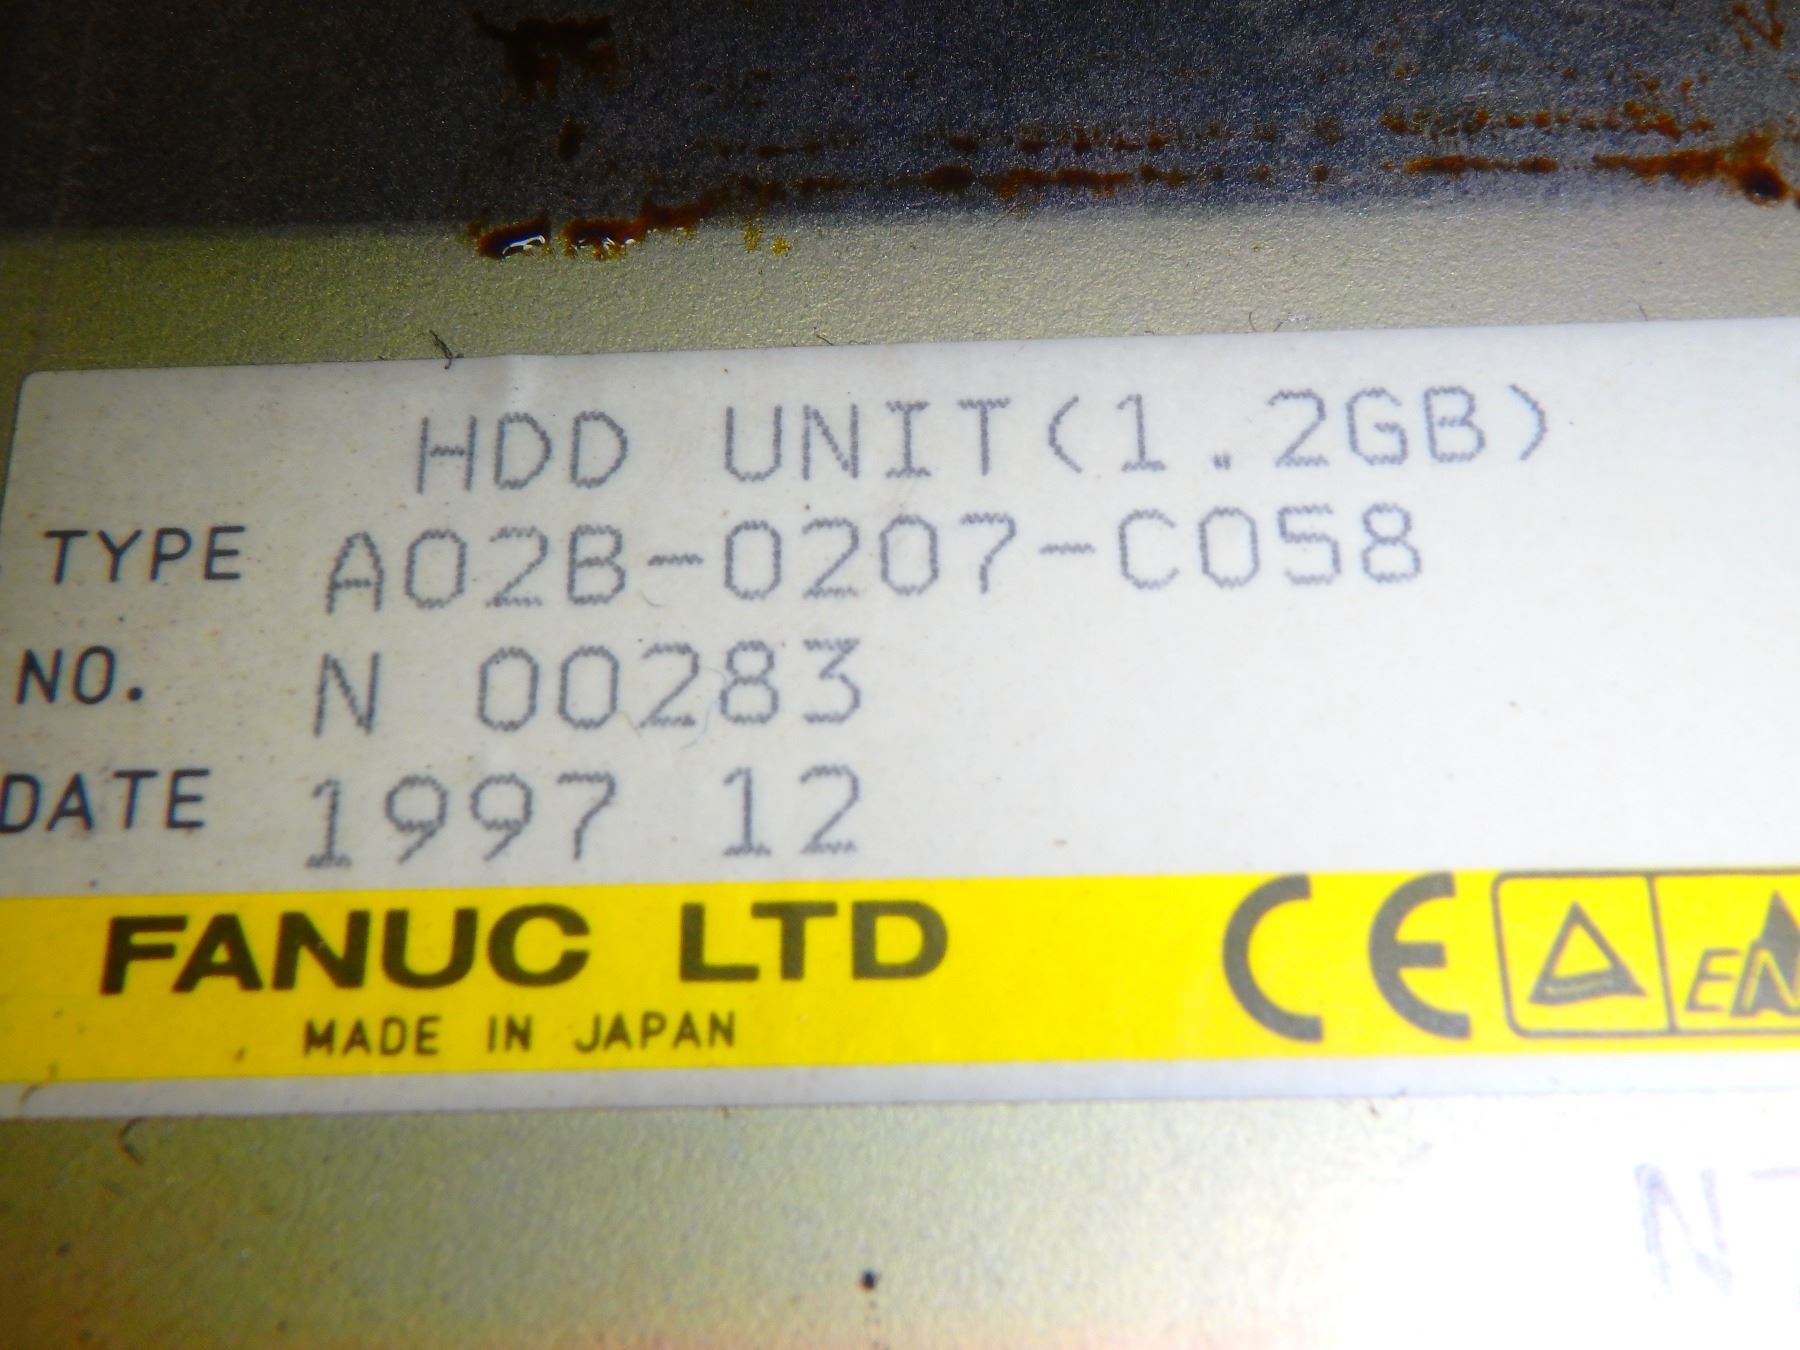 HDD UNIT(1.2GB)
TYPE A02B-0207-C058
NO. N 00283
DATE 1997 12
FANUC LTD CE EN
MADE IN JAPAN
N